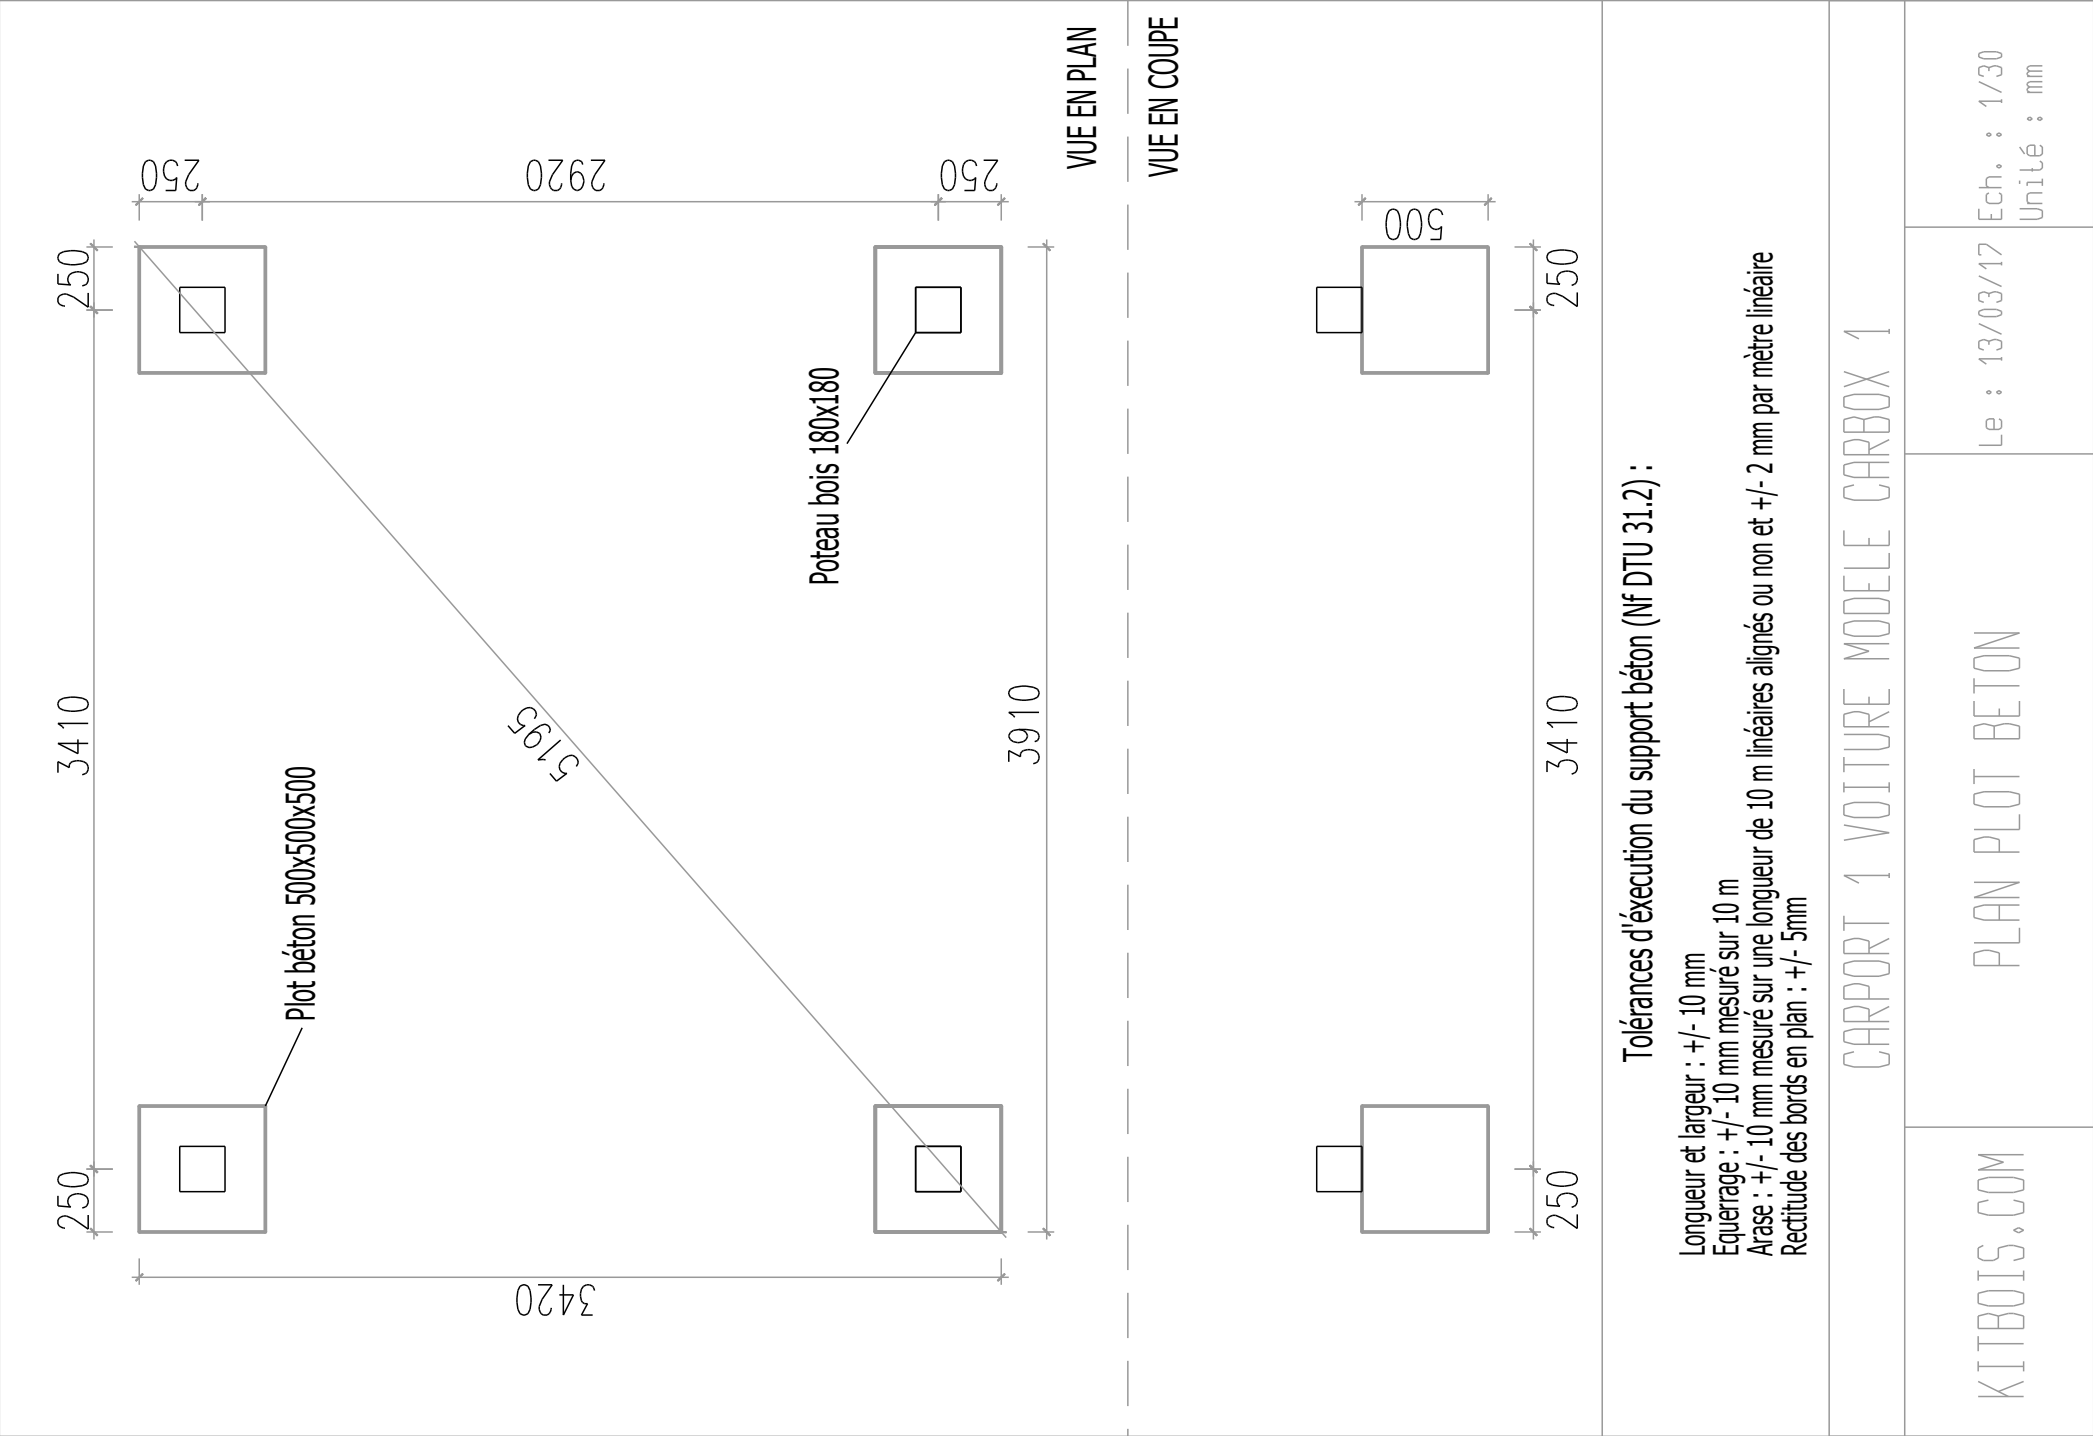 250
3410
250
Plot béton 500x500x500
3420
5195
250
2920
250
Poteau bois 180x180
3910
VUE EN PLAN
VUE EN COUPE
500
250
3410
250
Tolérances d'éxecution du support béton (Nf DTU 31.2) :
Longueur et largeur : +/- 10 mm
Equerrage : +/- 10 mm mesuré sur 10 m
Arase : +/- 10 mm mesuré sur une longueur de 10 m linéaires alignés ou non et +/- 2 mm par mètre linéaire
Rectitude des bords en plan : +/- 5mm
CARPORT 1 VOITURE MODELE CARBOX 1
KITBOIS.COM
PLAN PLOT BETON
Le : 13/03/17
Ech. : 1/30
Unité : mm